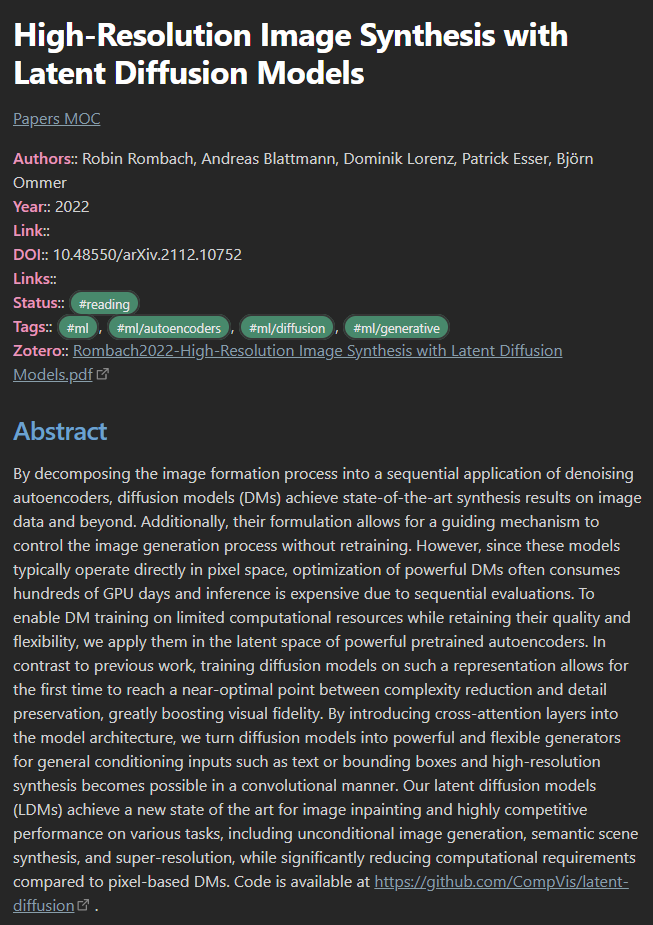 High-Resolution Image Synthesis with
Latent Diffusion Models
Papers MOC
Authors:: Robin Rombach, Andreas Blattmann, Dominik Lorenz, Patrick Esser, Björn
Ommer
Year:: 2022
Link::
DOI:: 10.48550/arXiv.2112.10752
Links::
Status:: #reading
Tags:: #ml, #ml/autoencoders, #ml/diffusion, #ml/generative
Zotero:: Rombach2022-High-Resolution Image Synthesis with Latent Diffusion
Models.pdf
Abstract
By decomposing the image formation process into a sequential application of denoising
autoencoders, diffusion models (DMs) achieve state-of-the-art synthesis results on image
data and beyond. Additionally, their formulation allows for a guiding mechanism to
control the image generation process without retraining. However, since these models
typically operate directly in pixel space, optimization of powerful DMs often consumes
hundreds of GPU days and inference is expensive due to sequential evaluations. To
enable DM training on limited computational resources while retaining their quality and
flexibility, we apply them in the latent space of powerful pretrained autoencoders. In
contrast to previous work, training diffusion models on such a representation allows for
the first time to reach a near-optimal point between complexity reduction and detail
preservation, greatly boosting visual fidelity. By introducing cross-attention layers into
the model architecture, we turn diffusion models into powerful and flexible generators
for general conditioning inputs such as text or bounding boxes and high-resolution
synthesis becomes possible in a convolutional manner. Our latent diffusion models
(LDMs) achieve a new state of the art for image inpainting and highly competitive
performance on various tasks, including unconditional image generation, semantic scene
synthesis, and super-resolution, while significantly reducing computational requirements
compared to pixel-based DMs. Code is available at https://github.com/CompVis/latent-
diffusion .